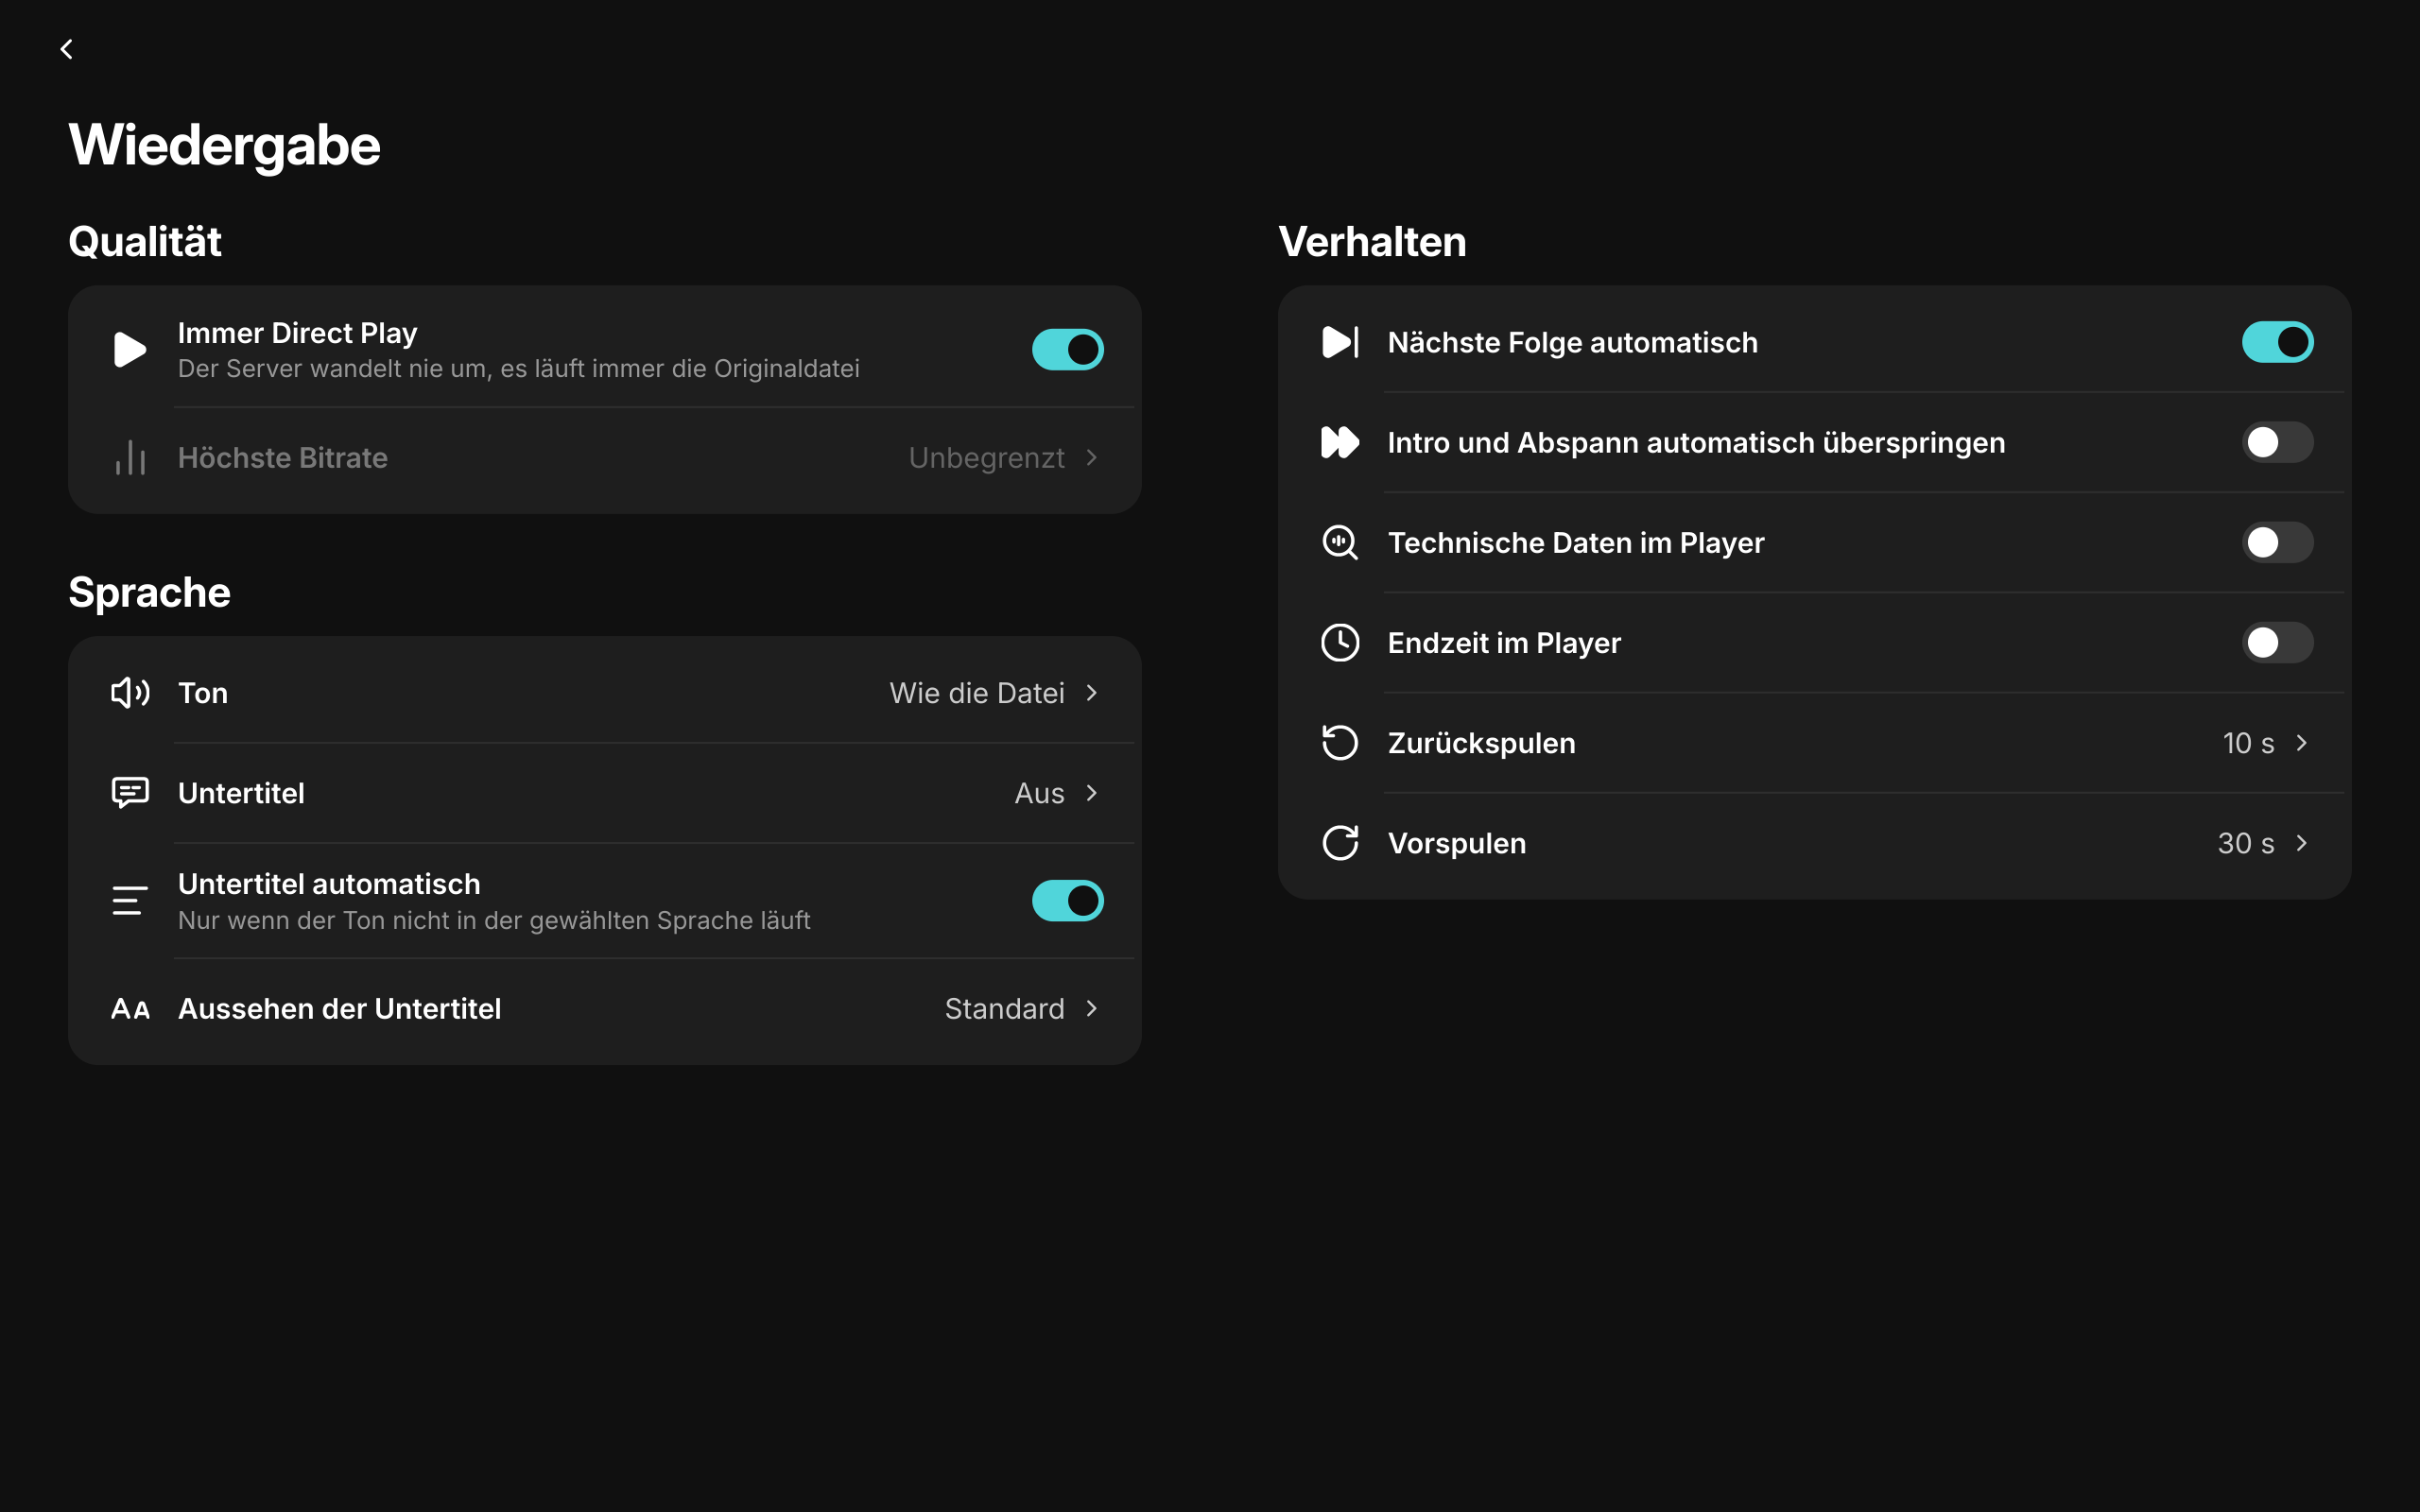 Wiedergabe
Qualität
Immer Direct Play
Der Server wandelt nie um, es läuft immer die Originaldatei
Höchste Bitrate
Unbegrenzt
Sprache
Ton
Wie die Datei
Untertitel
Aus
Untertitel automatisch
Nur wenn der Ton nicht in der gewählten Sprache läuft
AA
Aussehen der Untertitel
Standard
Verhalten
Nächste Folge automatisch
Intro und Abspann automatisch überspringen
Technische Daten im Player
Endzeit im Player
Zurückspulen
10 s
Vorspulen
30 s